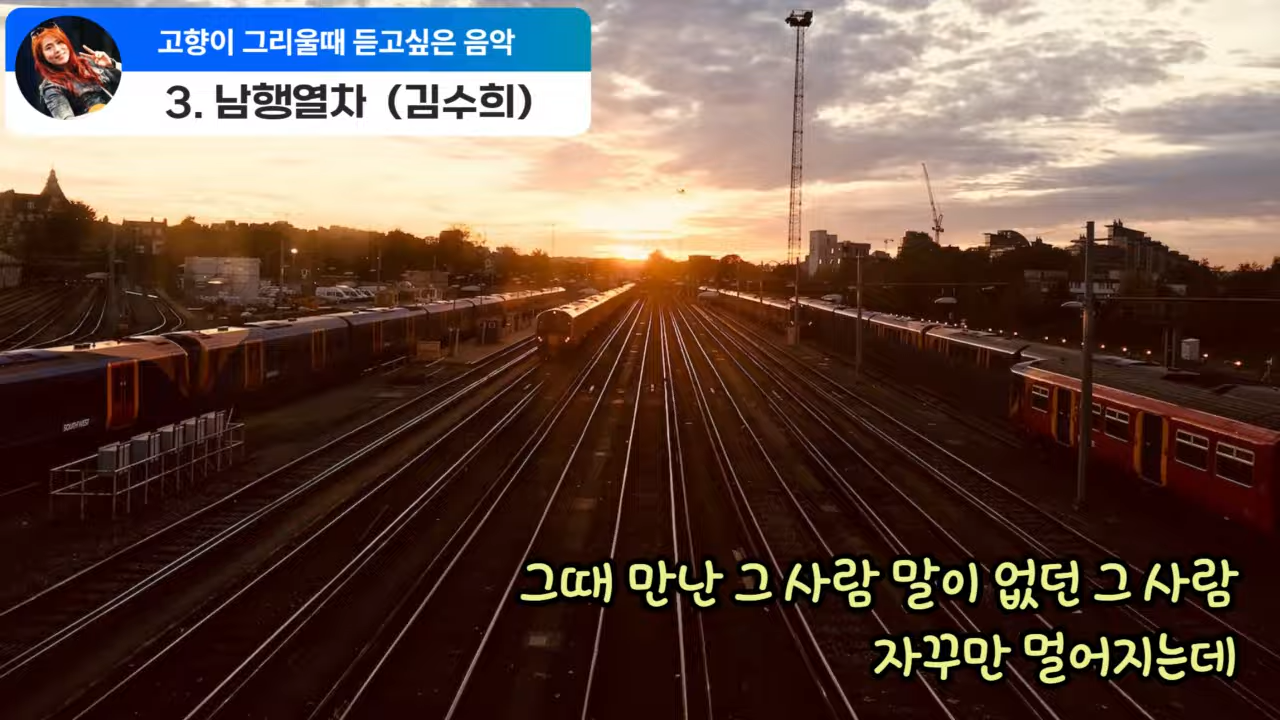 고향이 그리울때 듣고싶은 음악
3. 남행열차 (김수희)
SOUTH WEST
그때 만난 그 사람 말이 없던 그 사람
자꾸만 멀어지는데